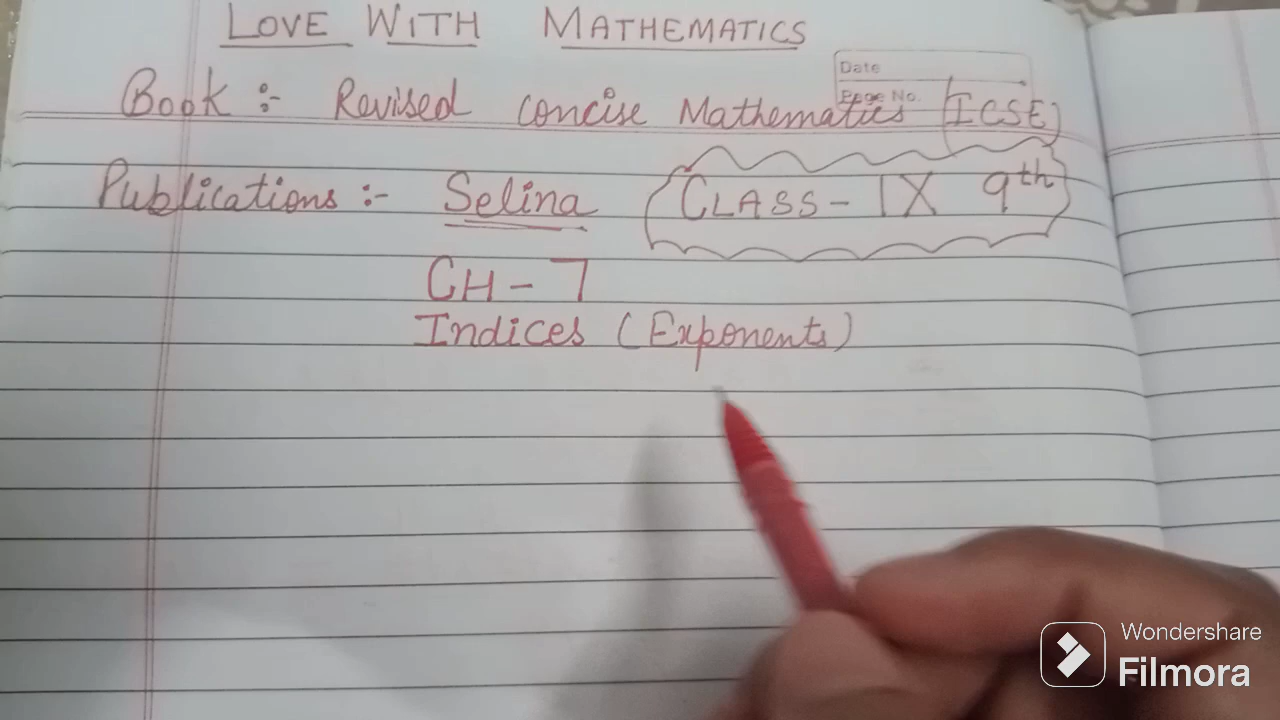 LOVE WITH MATHEMATICS
Date
Page No.
Book :- Revised concise Mathematics ICSE
Publications :- Selina CLASS - IX 9th
CH - 7
Indices (Exponents)
Wondershare
Filmora